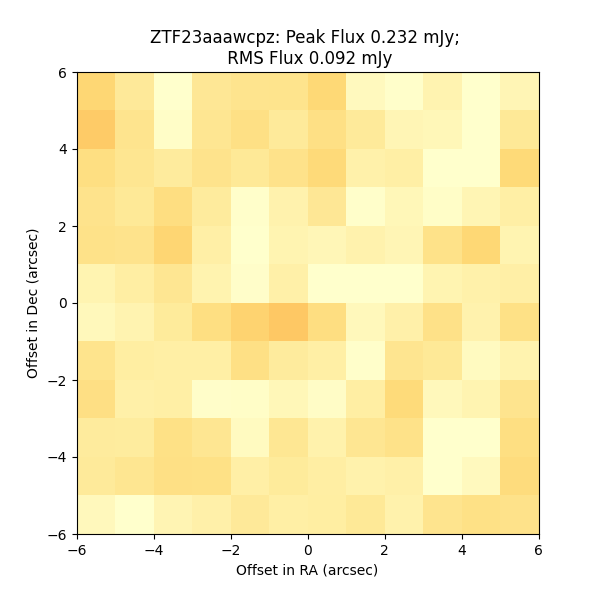 ZTF23aaawcpz: Peak Flux 0.232 mJy;
RMS Flux 0.092 mJy
6
4
2
0
−2
−4
−6
Offset in Dec (arcsec)
−6 −4 −2 0 2 4 6
Offset in RA (arcsec)